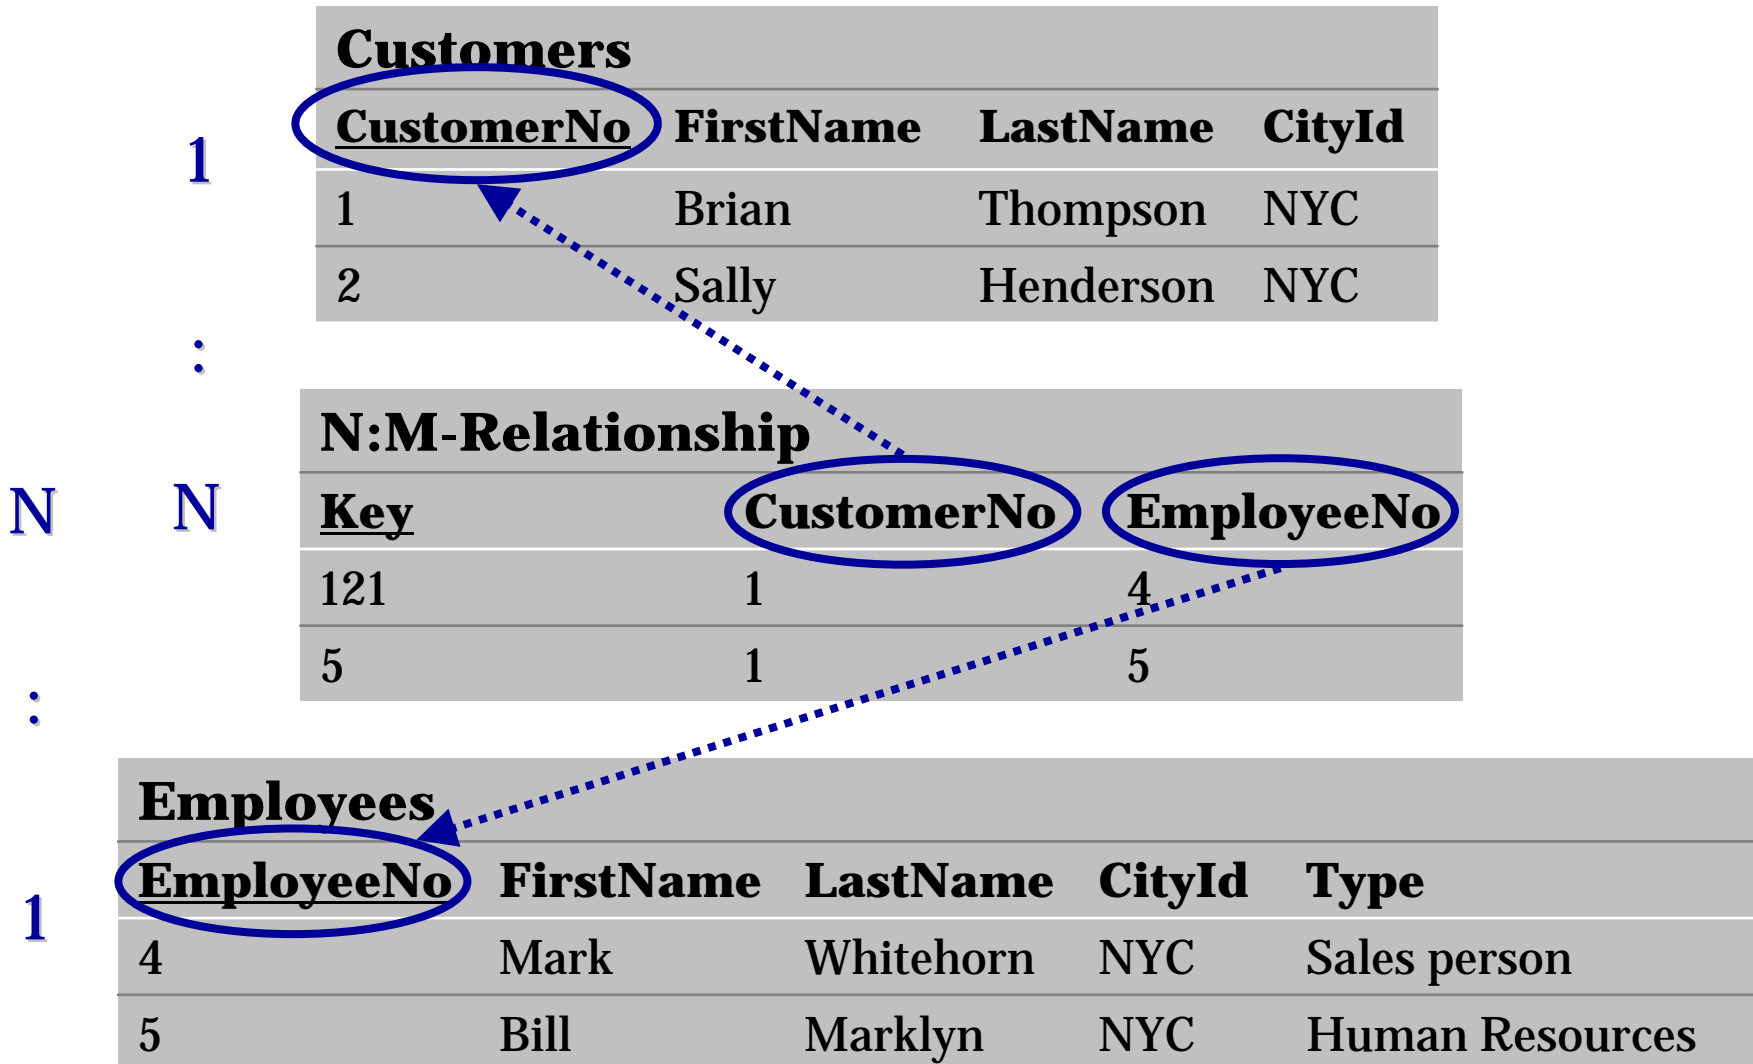 Customers
CustomerNo FirstName LastName CityId
1
1 Brian Thompson NYC
2 Sally Henderson NYC
:
N:M-Relationship
N N
Key CustomerNo EmployeeNo
121 1 4
5 1 5
:
Employees
EmployeeNo FirstName LastName CityId Type
1
4 Mark Whitehorn NYC Sales person
5 Bill Marklyn NYC Human Resources